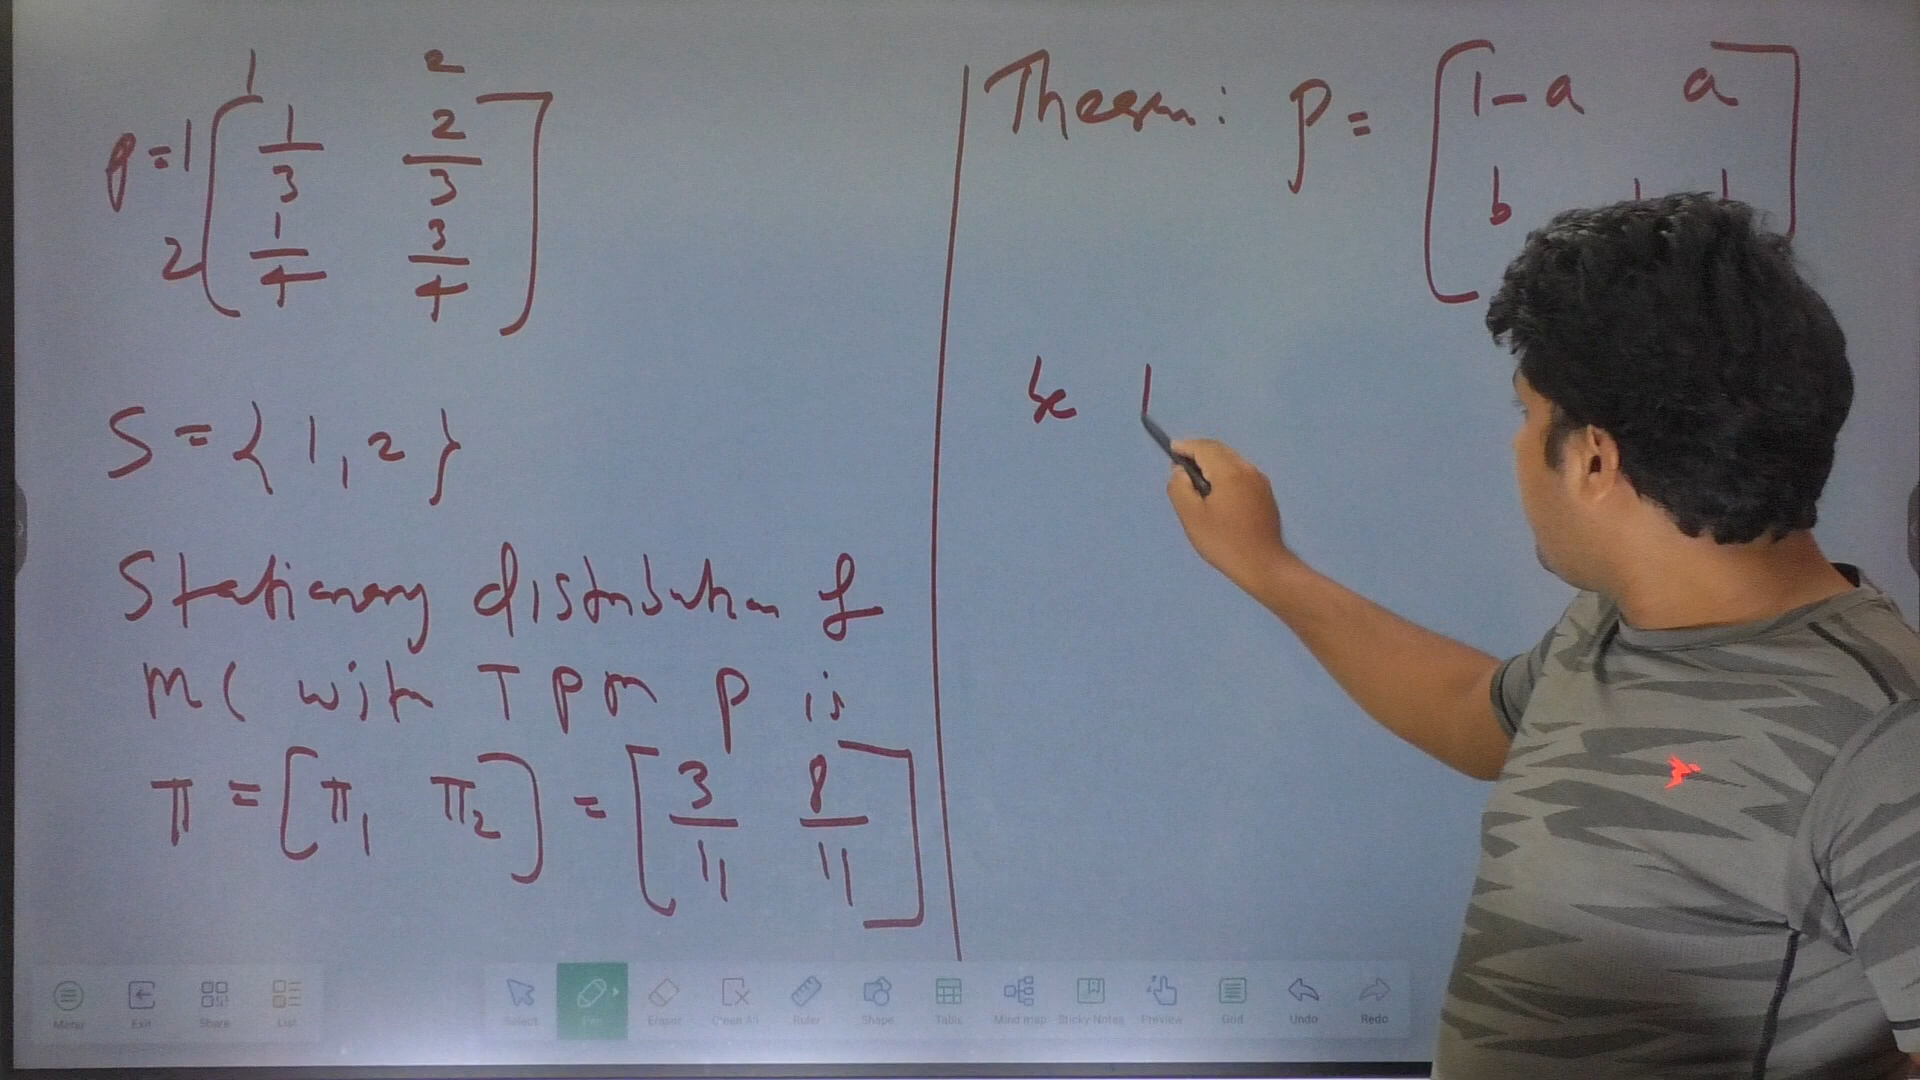 1 2
P = 1 [ 1/3 2/3 ]
2 [ 1/4 3/4 ]
S = { 1, 2 }
Stationary distribution of
MC with TPM P is
π = [ π₁ π₂ ] = [ 3/11 8/11 ]
Theorem: P = [ 1-a a
b
be
Menu Exit Share List Select Pen Eraser Clean All Ruler Shape Table Mind map Sticky Notes Preview Grid Undo Redo